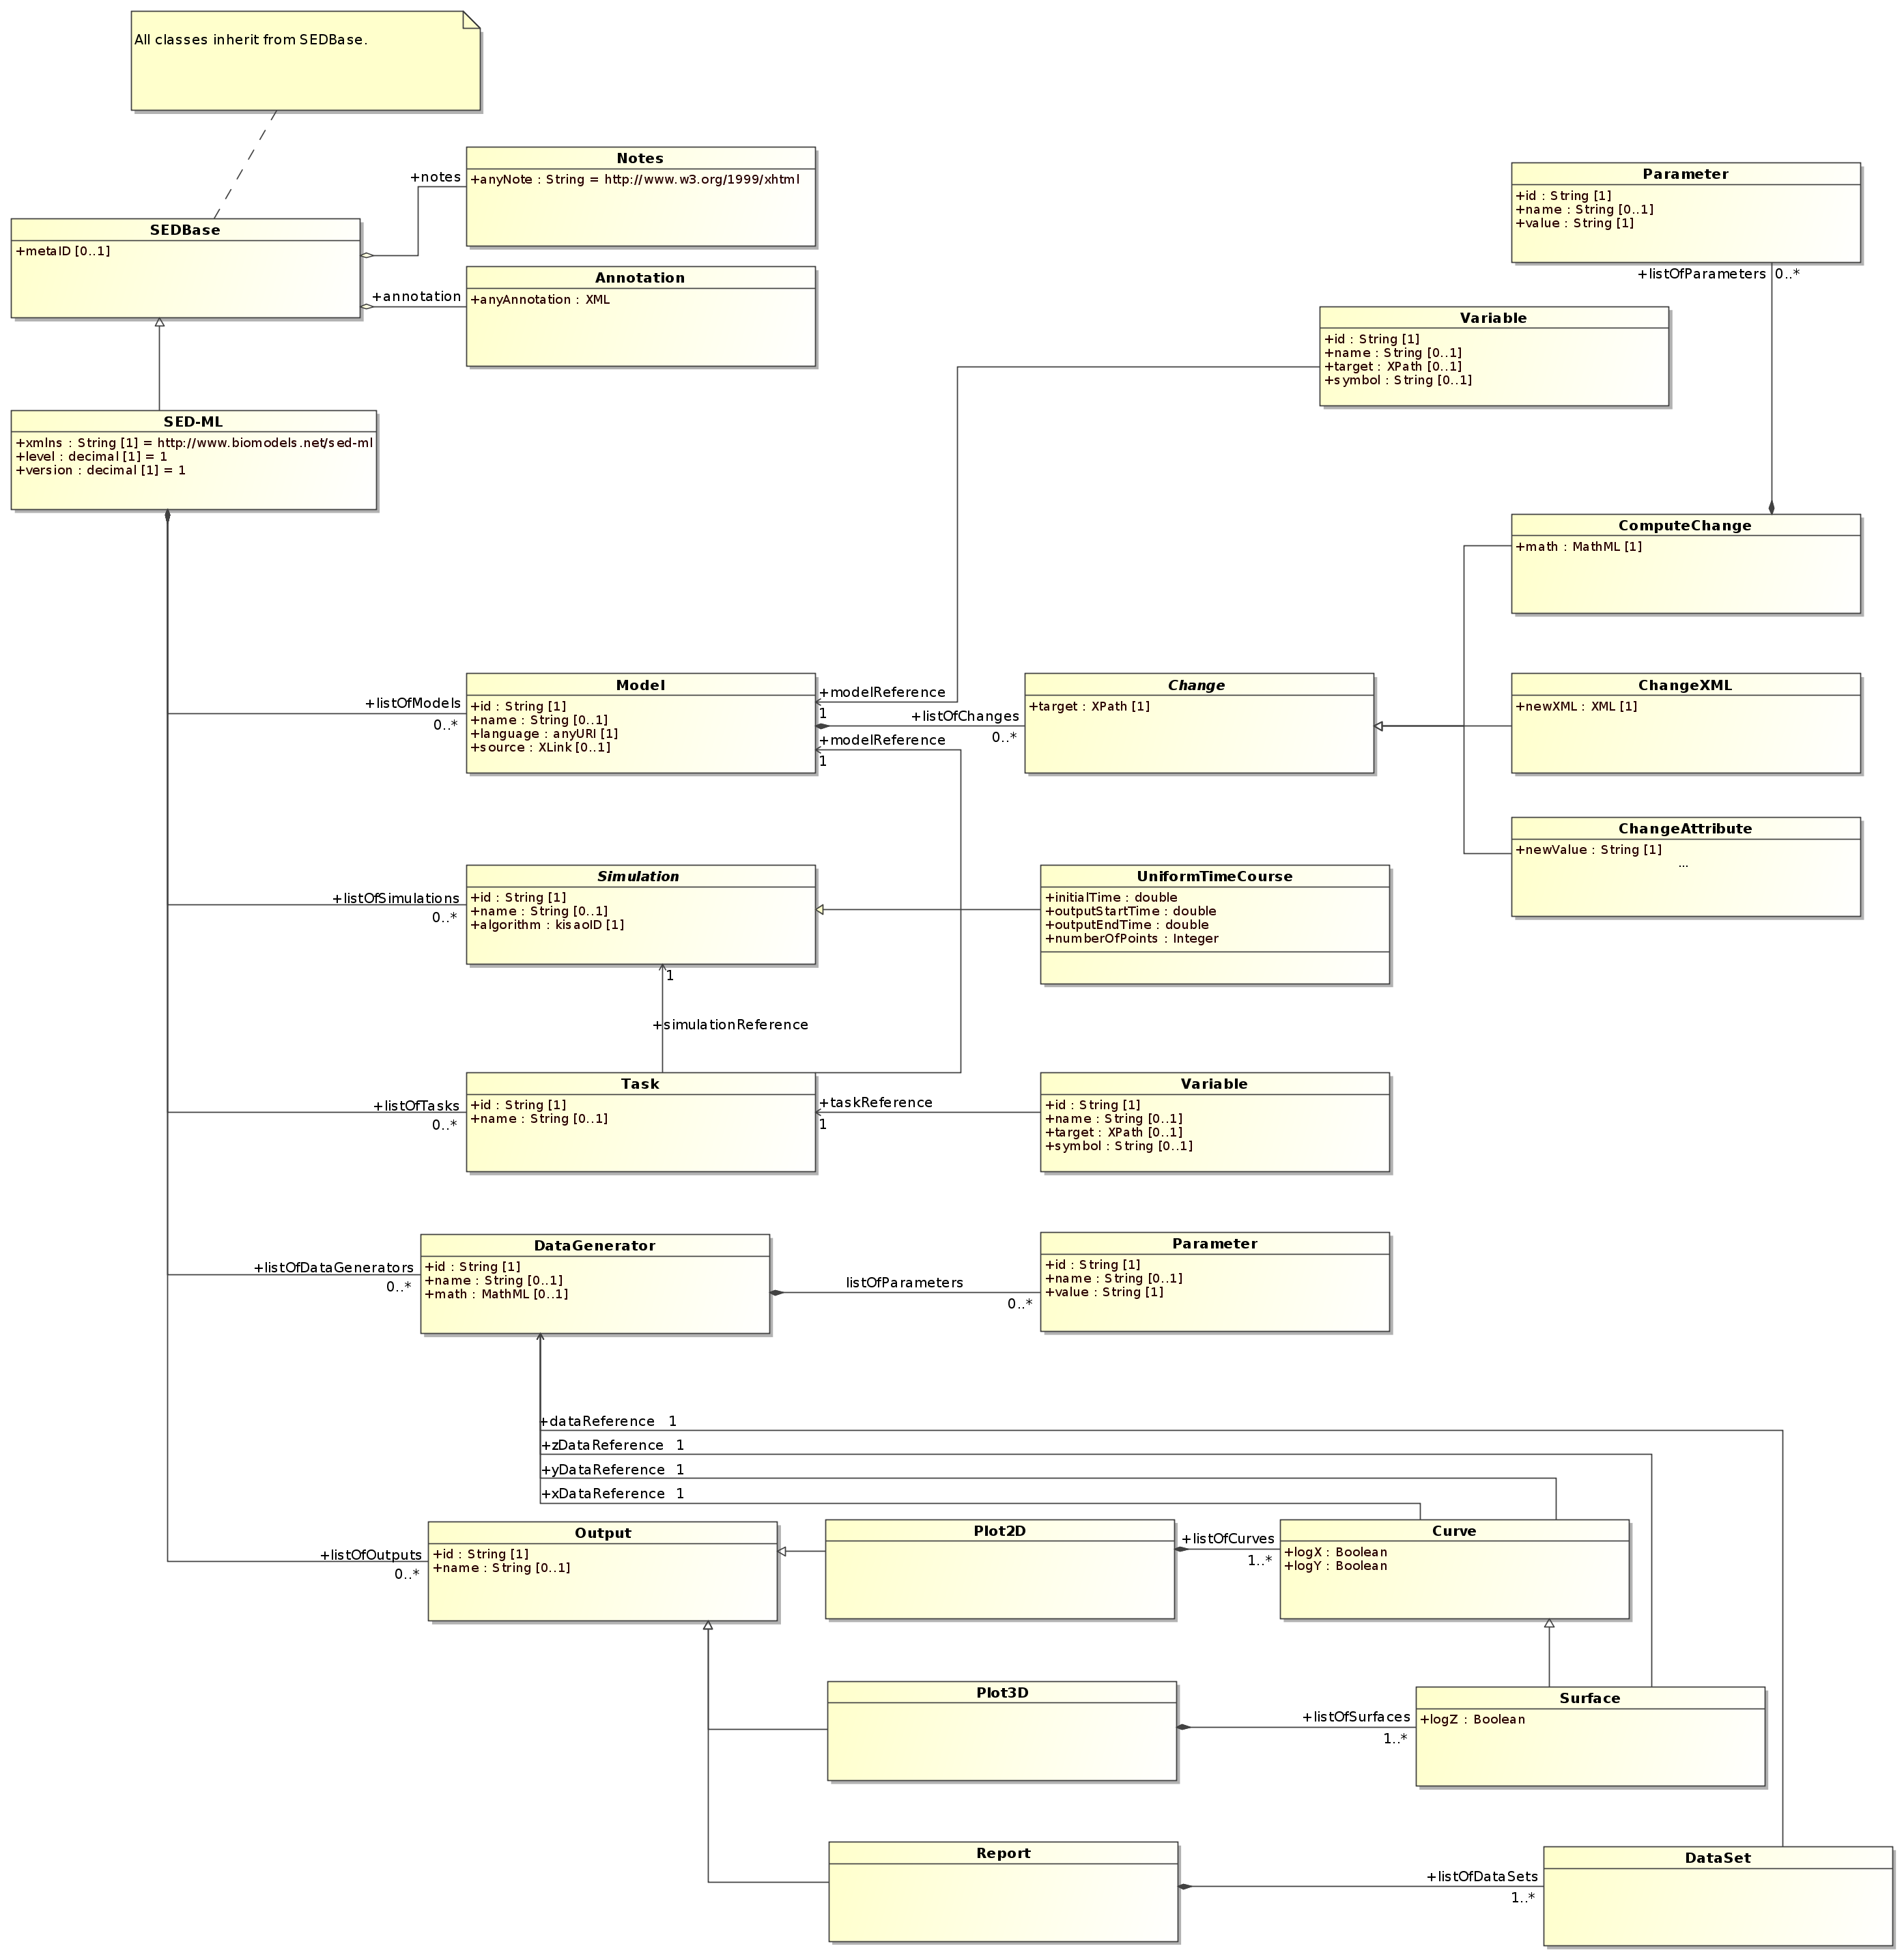 All classes inherit from SEDBase.
Notes
+anyNote : String = http://www.w3.org/1999/xhtml
+notes
SEDBase
+metaID [0..1]
Annotation
+anyAnnotation : XML
+annotation
Parameter
+id : String [1]
+name : String [0..1]
+value : String [1]
+listOfParameters 0..*
Variable
+id : String [1]
+name : String [0..1]
+target : XPath [0..1]
+symbol : String [0..1]
SED-ML
+xmlns : String [1] = http://www.biomodels.net/sed-ml
+level : decimal [1] = 1
+version : decimal [1] = 1
ComputeChange
+math : MathML [1]
+listOfModels
0..*
Model
+id : String [1]
+name : String [0..1]
+language : anyURI [1]
+source : XLink [0..1]
+modelReference
1
+listOfChanges
0..*
+modelReference
1
Change
+target : XPath [1]
ChangeXML
+newXML : XML [1]
ChangeAttribute
+newValue : String [1]
...
+listOfSimulations
0..*
Simulation
+id : String [1]
+name : String [0..1]
+algorithm : kisaoID [1]
1
UniformTimeCourse
+initialTime : double
+outputStartTime : double
+outputEndTime : double
+numberOfPoints : Integer
+simulationReference
+listOfTasks
0..*
Task
+id : String [1]
+name : String [0..1]
+taskReference
1
Variable
+id : String [1]
+name : String [0..1]
+target : XPath [0..1]
+symbol : String [0..1]
+listOfDataGenerators
0..*
DataGenerator
+id : String [1]
+name : String [0..1]
+math : MathML [0..1]
listOfParameters
0..*
Parameter
+id : String [1]
+name : String [0..1]
+value : String [1]
+dataReference 1
+zDataReference 1
+yDataReference 1
+xDataReference 1
+listOfOutputs
0..*
Output
+id : String [1]
+name : String [0..1]
Plot2D
+listOfCurves
1..*
Curve
+logX : Boolean
+logY : Boolean
Plot3D
+listOfSurfaces
1..*
Surface
+logZ : Boolean
Report
+listOfDataSets
1..*
DataSet